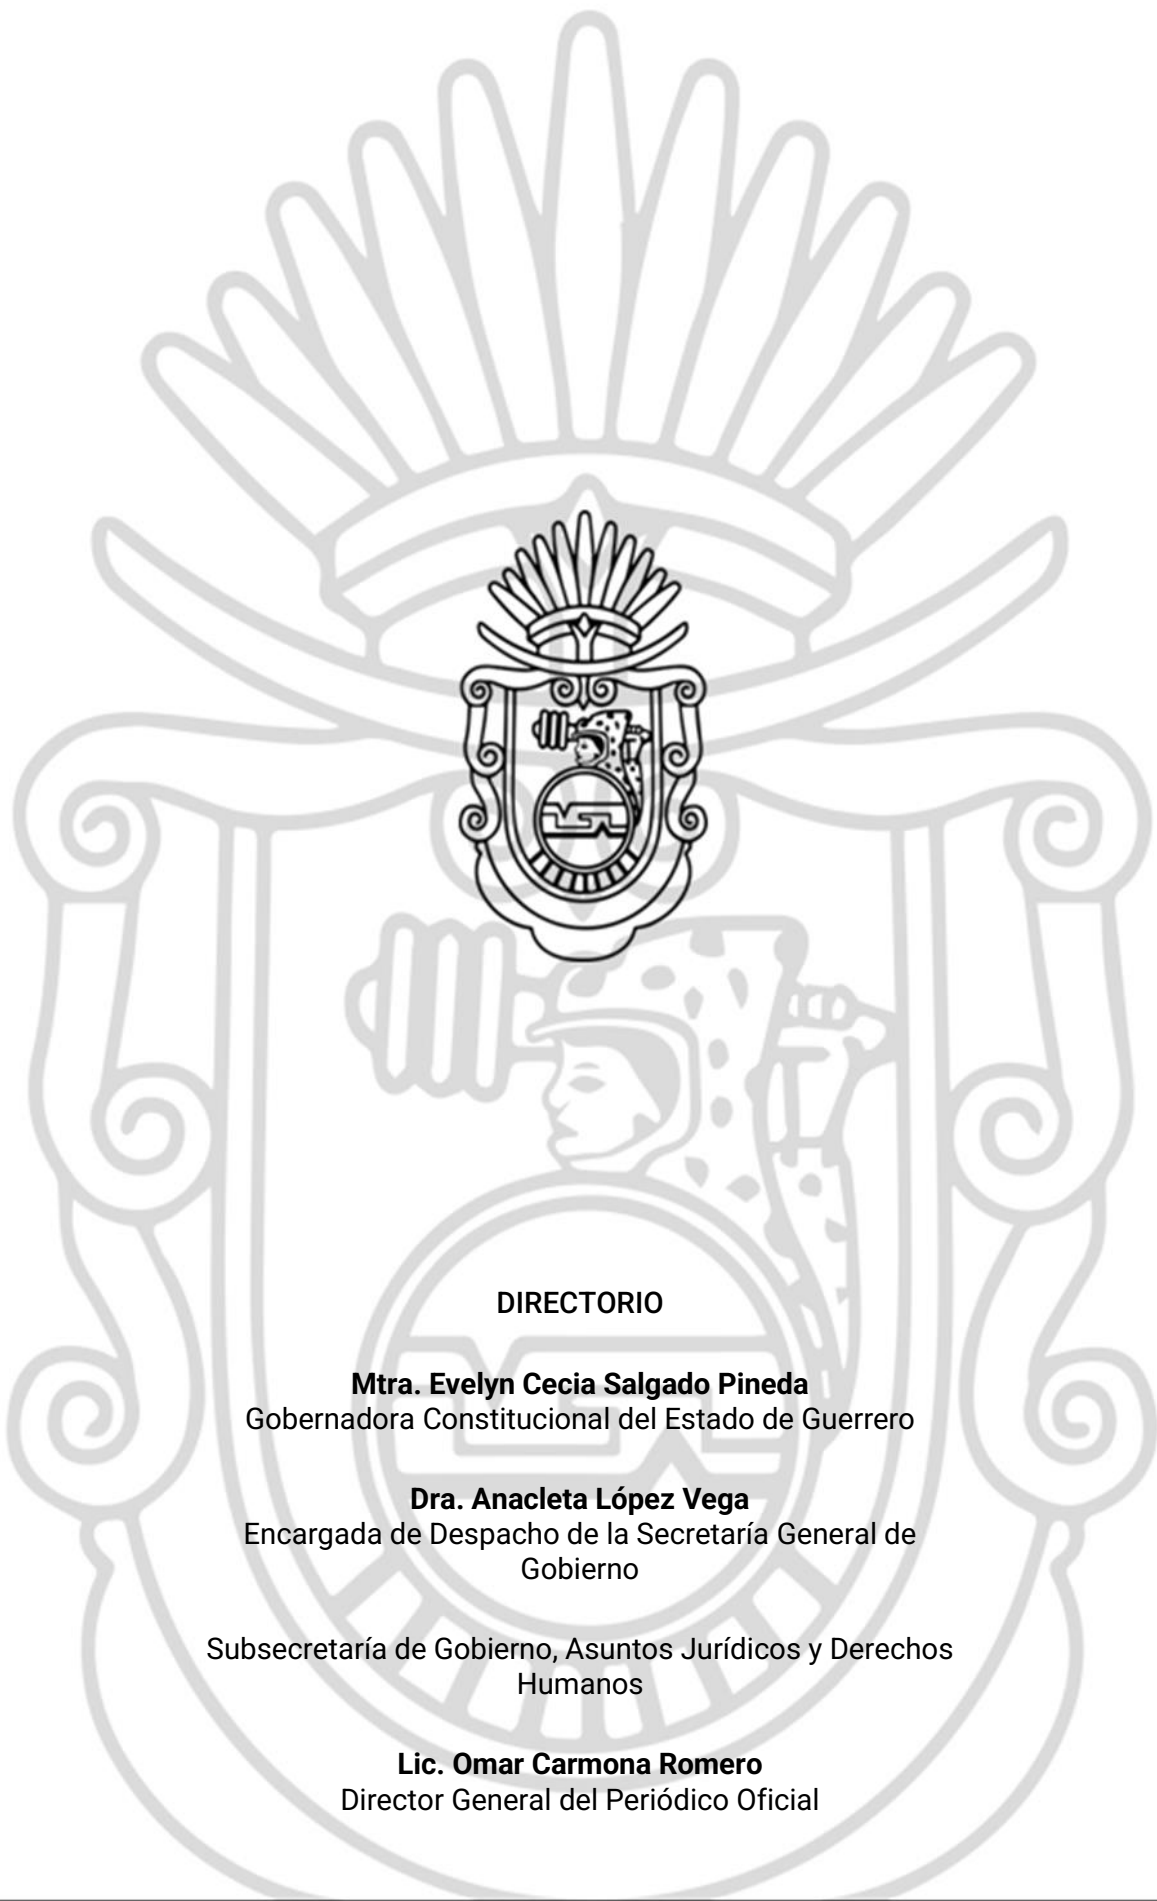 DIRECTORIO
Mtra. Evelyn Cecia Salgado Pineda
Gobernadora Constitucional del Estado de Guerrero
Dra. Anacleta López Vega
Encargada de Despacho de la Secretaría General de
Gobierno
Subsecretaría de Gobierno, Asuntos Jurídicos y Derechos
Humanos
Lic. Omar Carmona Romero
Director General del Periódico Oficial